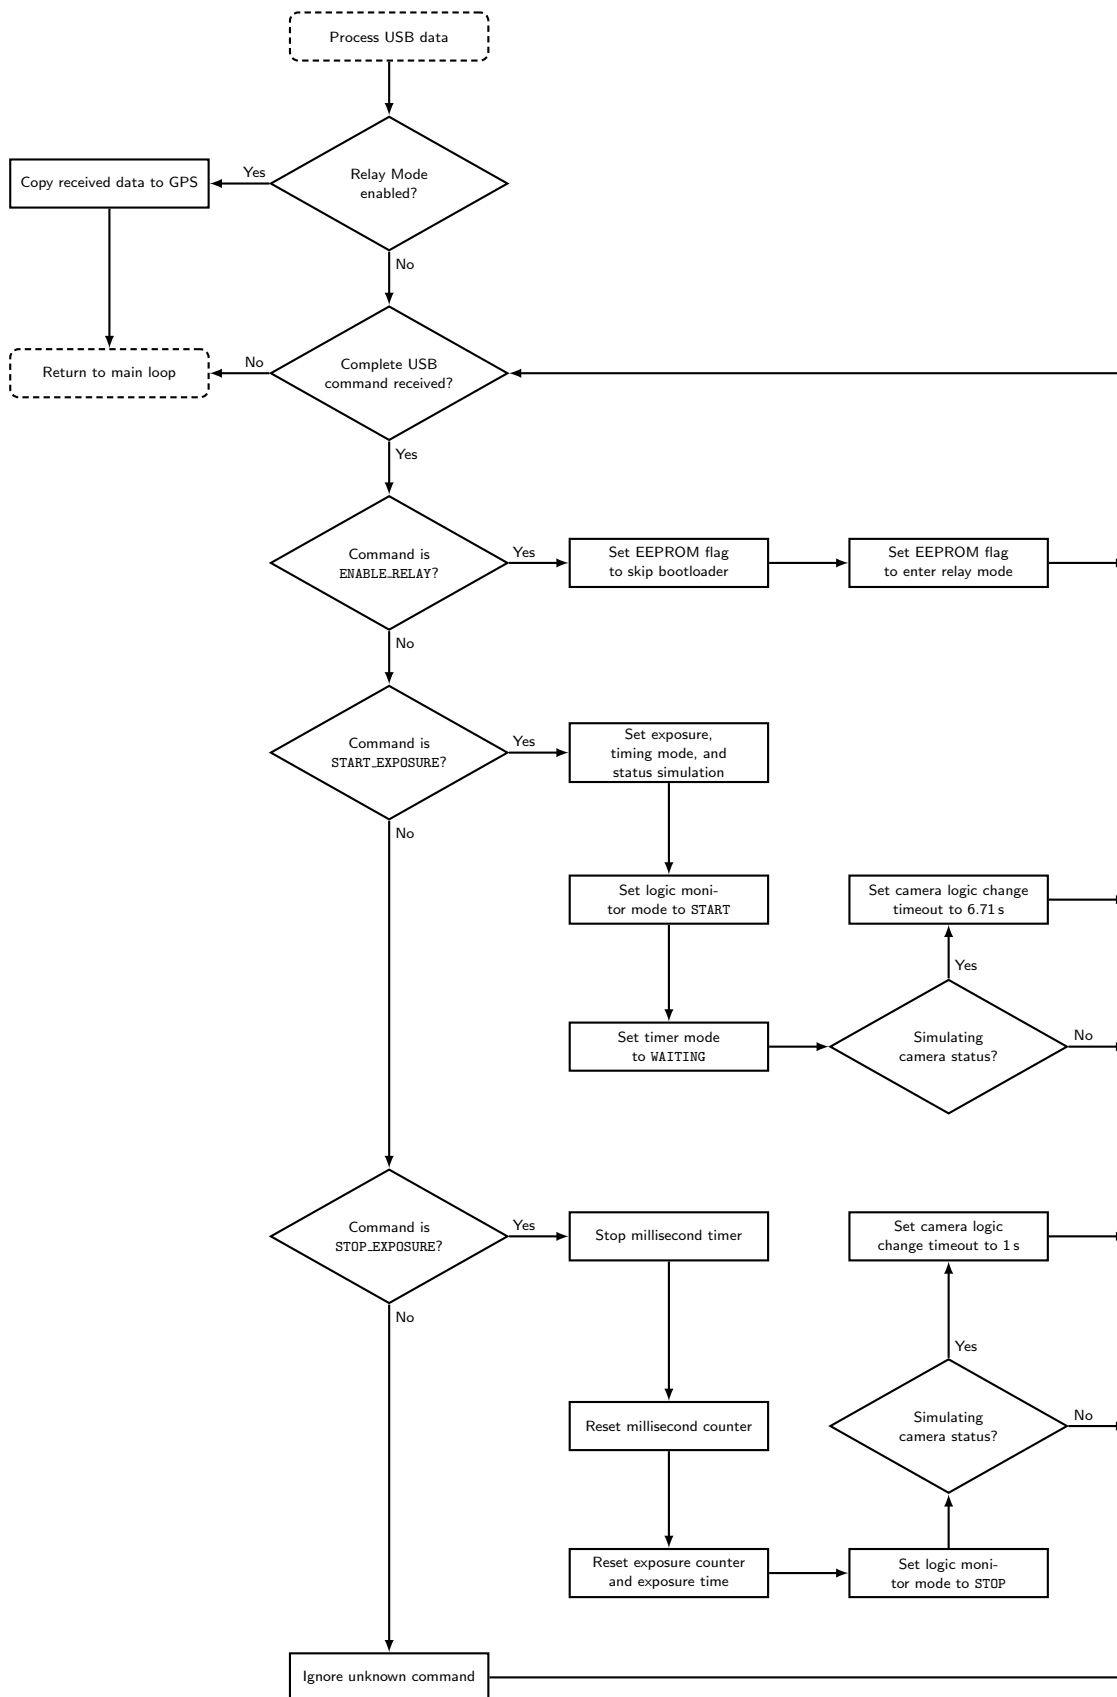 Process USB data
Relay Mode
enabled?
Yes
Copy received data to GPS
No
Complete USB
command received?
No
Return to main loop
Yes
Command is
ENABLE_RELAY?
Yes
Set EEPROM flag
to skip bootloader
Set EEPROM flag
to enter relay mode
No
Command is
START_EXPOSURE?
Yes
Set exposure,
timing mode, and
status simulation
No
Set logic moni-
tor mode to START
Set camera logic change
timeout to 6.71 s
Yes
Set timer mode
to WAITING
Simulating
camera status?
No
Command is
STOP_EXPOSURE?
Yes
Stop millisecond timer
Set camera logic
change timeout to 1 s
No
Yes
Reset millisecond counter
Simulating
camera status?
No
Reset exposure counter
and exposure time
Set logic moni-
tor mode to STOP
Ignore unknown command